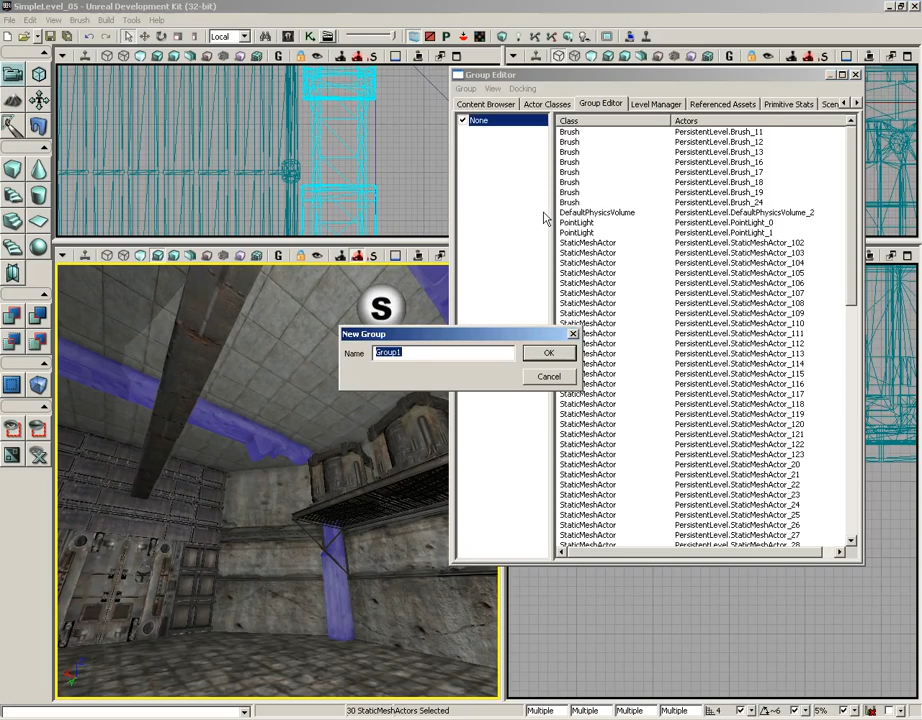 SimpleLevel_05 - Unreal Development Kit (32-bit)
File Edit View Brush Build Tools Help
Local
Group Editor
Group View Docking
Content Browser Actor Classes Group Editor Level Manager Referenced Assets Primitive Stats Scen
None
Class Actors
Brush PersistentLevel.Brush_11
Brush PersistentLevel.Brush_12
Brush PersistentLevel.Brush_13
Brush PersistentLevel.Brush_16
Brush PersistentLevel.Brush_17
Brush PersistentLevel.Brush_18
Brush PersistentLevel.Brush_19
Brush PersistentLevel.Brush_24
DefaultPhysicsVolume PersistentLevel.DefaultPhysicsVolume_2
PointLight PersistentLevel.PointLight_0
PointLight PersistentLevel.PointLight_1
StaticMeshActor PersistentLevel.StaticMeshActor_102
StaticMeshActor PersistentLevel.StaticMeshActor_103
StaticMeshActor PersistentLevel.StaticMeshActor_104
StaticMeshActor PersistentLevel.StaticMeshActor_105
StaticMeshActor PersistentLevel.StaticMeshActor_106
StaticMeshActor PersistentLevel.StaticMeshActor_107
StaticMeshActor PersistentLevel.StaticMeshActor_108
StaticMeshActor PersistentLevel.StaticMeshActor_109
PersistentLevel.StaticMeshActor_110
PersistentLevel.StaticMeshActor_111
PersistentLevel.StaticMeshActor_112
PersistentLevel.StaticMeshActor_113
PersistentLevel.StaticMeshActor_114
PersistentLevel.StaticMeshActor_115
PersistentLevel.StaticMeshActor_116
StaticMeshActor PersistentLevel.StaticMeshActor_117
StaticMeshActor PersistentLevel.StaticMeshActor_118
StaticMeshActor PersistentLevel.StaticMeshActor_119
StaticMeshActor PersistentLevel.StaticMeshActor_120
StaticMeshActor PersistentLevel.StaticMeshActor_121
StaticMeshActor PersistentLevel.StaticMeshActor_122
StaticMeshActor PersistentLevel.StaticMeshActor_123
StaticMeshActor PersistentLevel.StaticMeshActor_20
StaticMeshActor PersistentLevel.StaticMeshActor_21
StaticMeshActor PersistentLevel.StaticMeshActor_22
StaticMeshActor PersistentLevel.StaticMeshActor_23
StaticMeshActor PersistentLevel.StaticMeshActor_24
StaticMeshActor PersistentLevel.StaticMeshActor_25
StaticMeshActor PersistentLevel.StaticMeshActor_26
StaticMeshActor PersistentLevel.StaticMeshActor_27
StaticMeshActor PersistentLevel.StaticMeshActor_28
S
New Group
Name Group1 OK
Cancel
30 StaticMeshActors Selected Multiple Multiple Multiple Multiple 4 6 5%